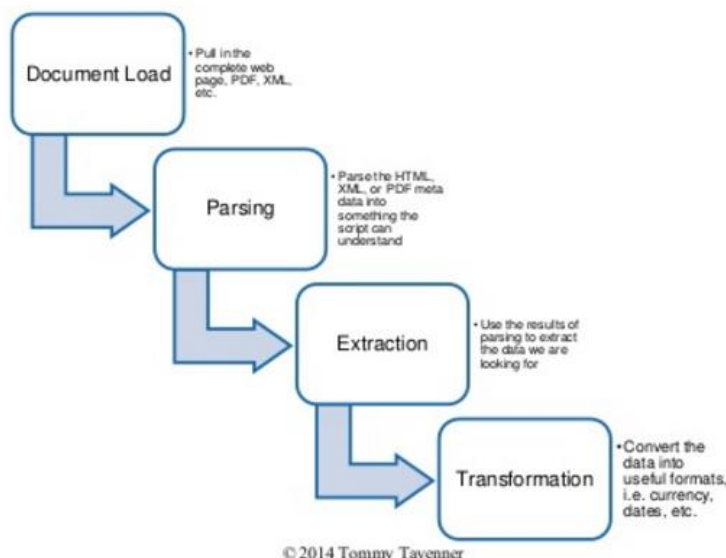 Document Load
• Pull in the
complete web
page, PDF, XML,
etc.
Parsing
• Parse the HTML,
XML, or PDF meta
data into
something the
script can
understand
Extraction
• Use the results of
parsing to extract
the data we are
looking for
Transformation
• Convert the
data into
useful formats,
i.e. currency,
dates, etc.
© 2014 Tommy Tavenner